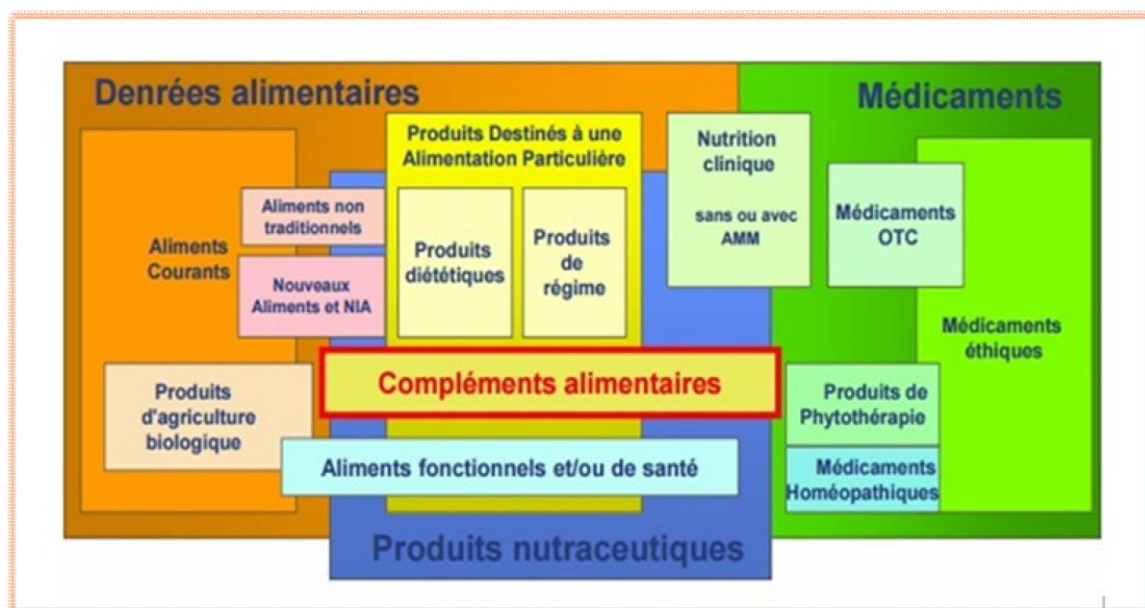 Denrées alimentaires
Médicaments
Produits Destinés à une
Alimentation Particulière
Nutrition
clinique
sans ou avec
AMM
Aliments non
traditionnels
Aliments
Courants
Nouveaux
Aliments et NIA
Produits
diététiques
Produits
de
régime
Médicaments
OTC
Médicaments
éthiques
Compléments alimentaires
Produits
d'agriculture
biologique
Produits de
Phytothérapie
Aliments fonctionnels et/ou de santé
Médicaments
Homéopathiques
Produits nutraceutiques